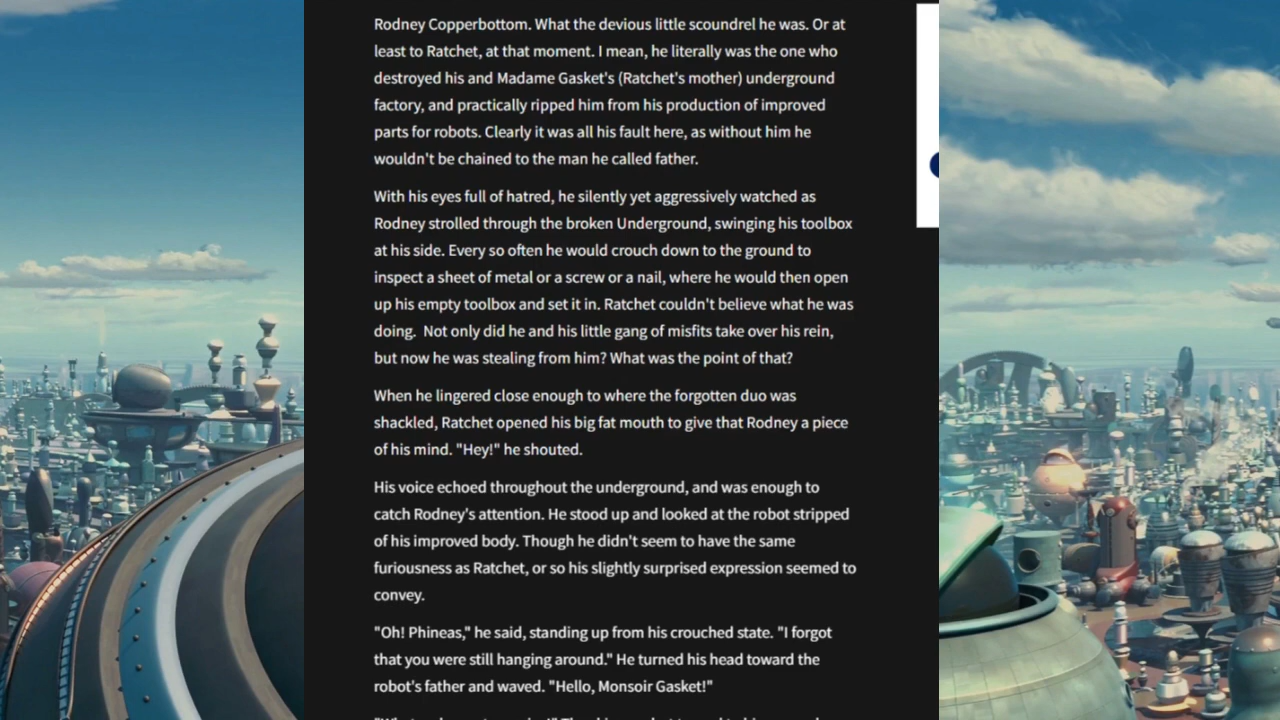 Rodney Copperbottom. What the devious little scoundrel he was. Or at
least to Ratchet, at that moment. I mean, he literally was the one who
destroyed his and Madame Gasket's (Ratchet's mother) underground
factory, and practically ripped him from his production of improved
parts for robots. Clearly it was all his fault here, as without him he
wouldn't be chained to the man he called father.
With his eyes full of hatred, he silently yet aggressively watched as
Rodney strolled through the broken Underground, swinging his toolbox
at his side. Every so often he would crouch down to the ground to
inspect a sheet of metal or a screw or a nail, where he would then open
up his empty toolbox and set it in. Ratchet couldn't believe what he was
doing.  Not only did he and his little gang of misfits take over his rein,
but now he was stealing from him? What was the point of that?
When he lingered close enough to where the forgotten duo was
shackled, Ratchet opened his big fat mouth to give that Rodney a piece
of his mind. "Hey!" he shouted.
His voice echoed throughout the underground, and was enough to
catch Rodney's attention. He stood up and looked at the robot stripped
of his improved body. Though he didn't seem to have the same
furiousness as Ratchet, or so his slightly surprised expression seemed to
convey.
"Oh! Phineas," he said, standing up from his crouched state. "I forgot
that you were still hanging around." He turned his head toward the
robot's father and waved. "Hello, Monsoir Gasket!"